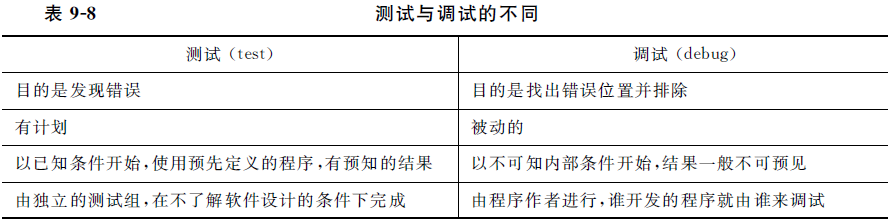 表 9-8 测试与调试的不同
测试（test） 调试（debug）
目的是发现错误 目的是找出错误位置并排除
有计划 被动的
以已知条件开始,使用预先定义的程序,有预知的结果 以不可知内部条件开始,结果一般不可预见
由独立的测试组,在不了解软件设计的条件下完成 由程序作者进行,谁开发的程序就由谁来调试